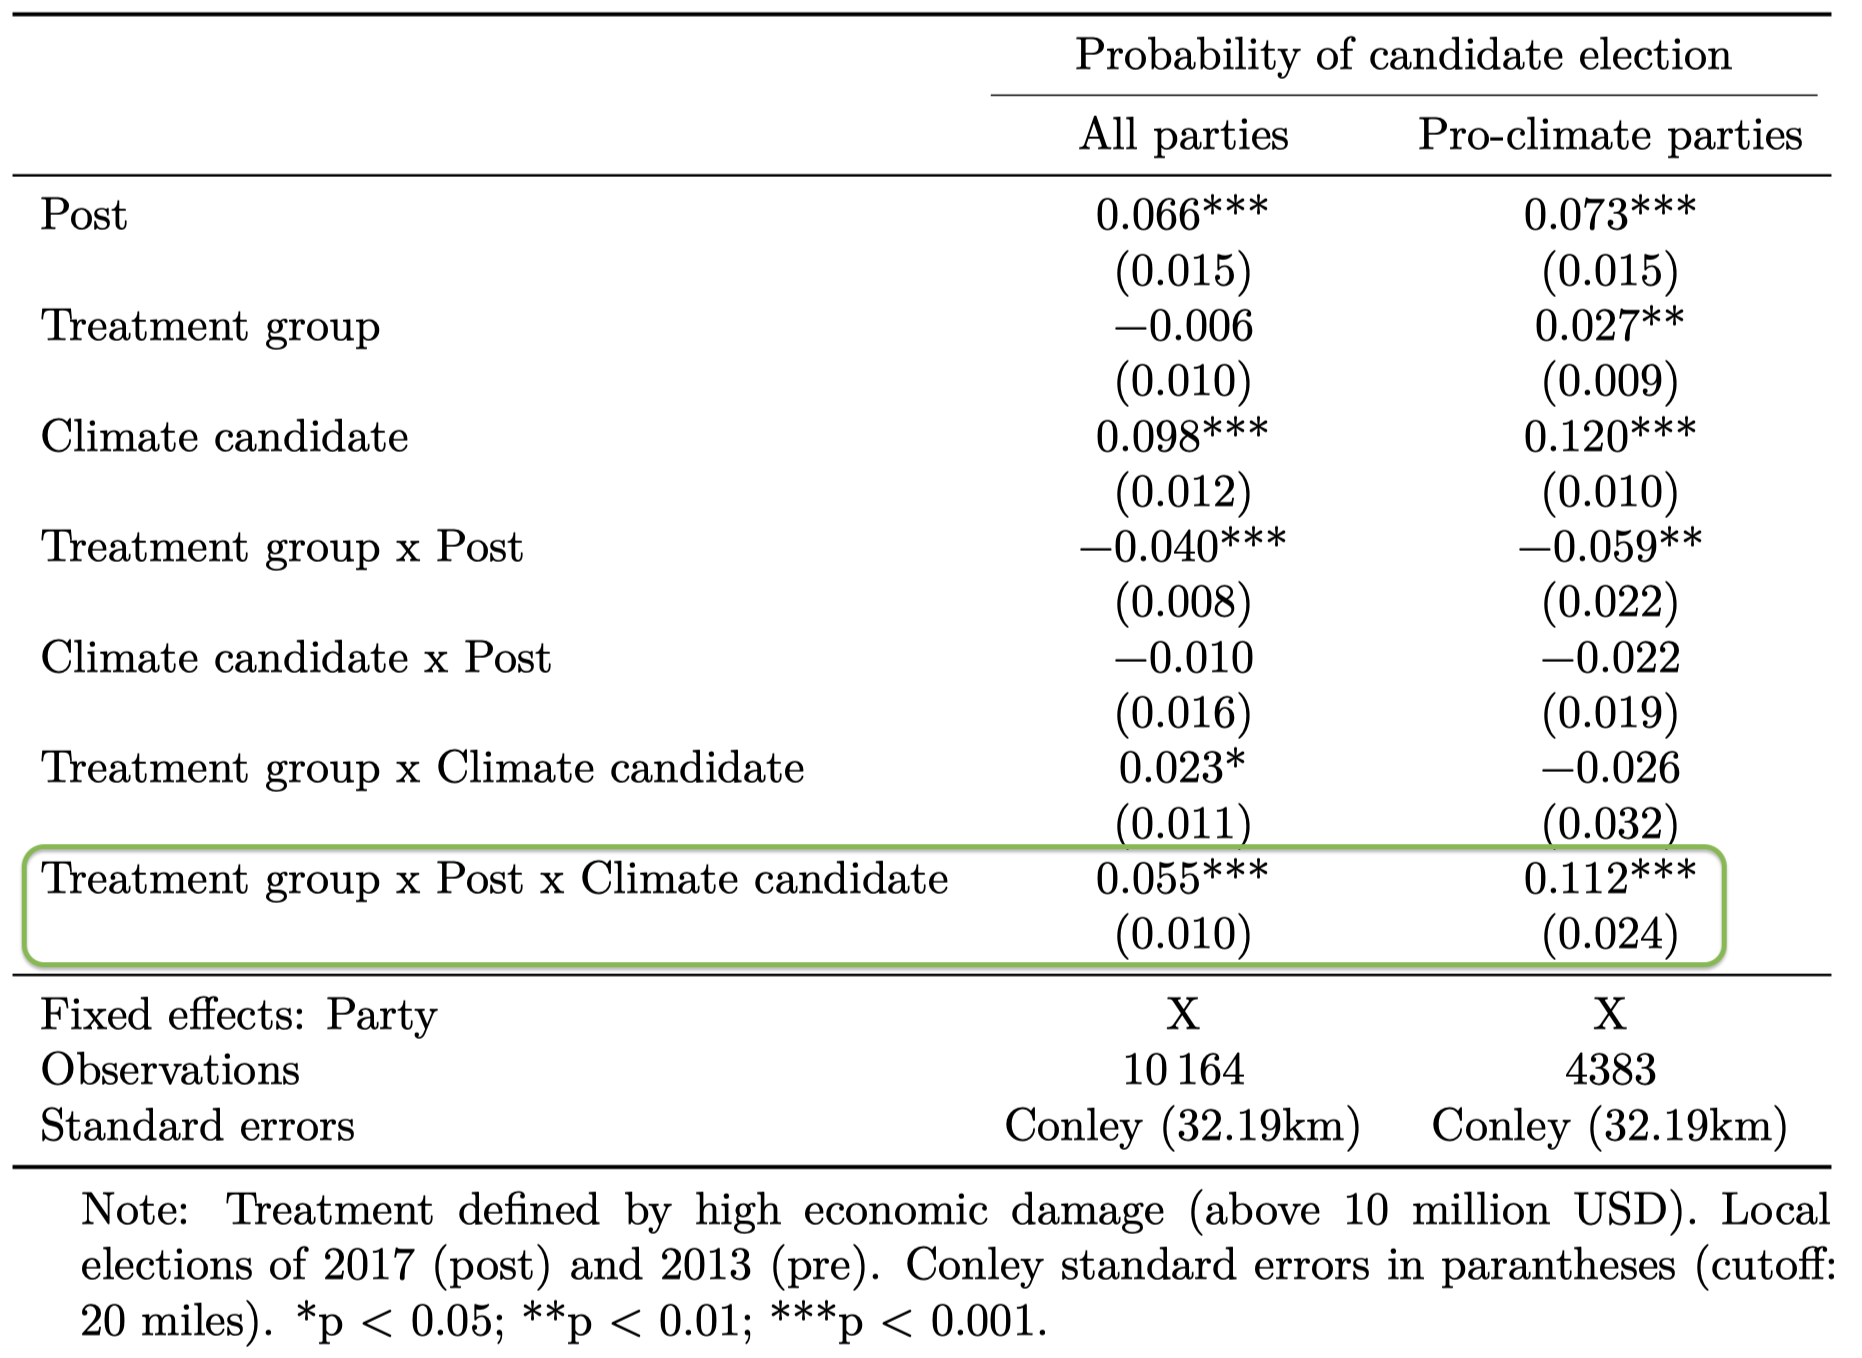 Probability of candidate election
All parties Pro-climate parties
Post 0.066*** 0.073***
(0.015) (0.015)
Treatment group −0.006 0.027**
(0.010) (0.009)
Climate candidate 0.098*** 0.120***
(0.012) (0.010)
Treatment group x Post −0.040*** −0.059**
(0.008) (0.022)
Climate candidate x Post −0.010 −0.022
(0.016) (0.019)
Treatment group x Climate candidate 0.023* −0.026
(0.011) (0.032)
Treatment group x Post x Climate candidate 0.055*** 0.112***
(0.010) (0.024)
Fixed effects: Party X X
Observations 10 164 4383
Standard errors Conley (32.19km) Conley (32.19km)
Note: Treatment defined by high economic damage (above 10 million USD). Local
elections of 2017 (post) and 2013 (pre). Conley standard errors in parantheses (cutoff:
20 miles). *p < 0.05; **p < 0.01; ***p < 0.001.